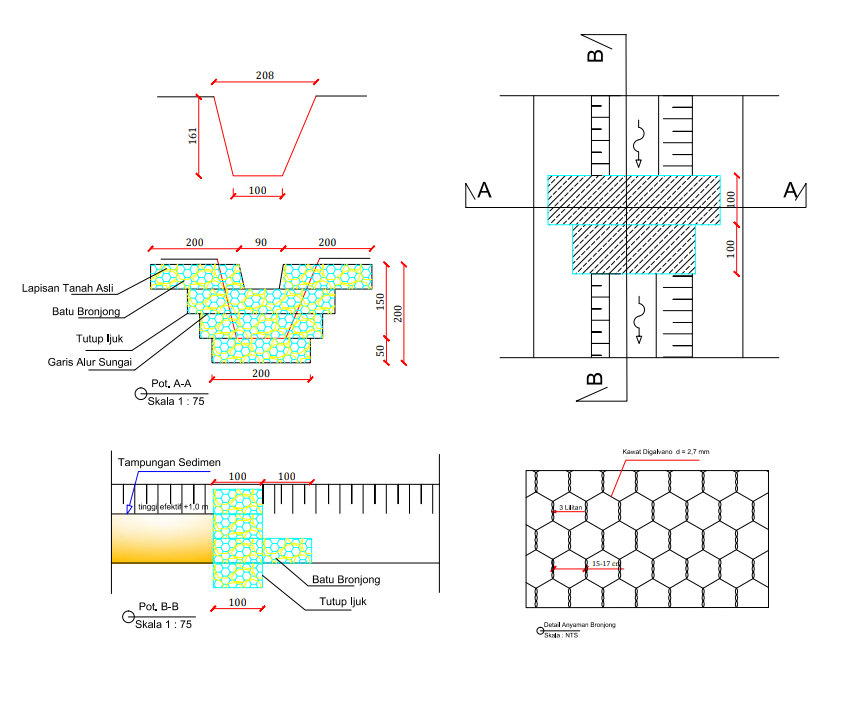 208
161
100
200
90
200
Lapisan Tanah Asli
Batu Bronjong
Tutup Ijuk
Garis Alur Sungai
150
200
50
200
Pot. A-A
Skala 1 : 75
B
A
A
100
100
B
Tampungan Sedimen
100
100
tinggi efektif +1,0 m
Batu Bronjong
Tutup Ijuk
100
Pot. B-B
Skala 1 : 75
Kawat Digalvano d = 2,7 mm
3 Lilitan
15-17 cm
Detail Anyaman Bronjong
Skala : NTS